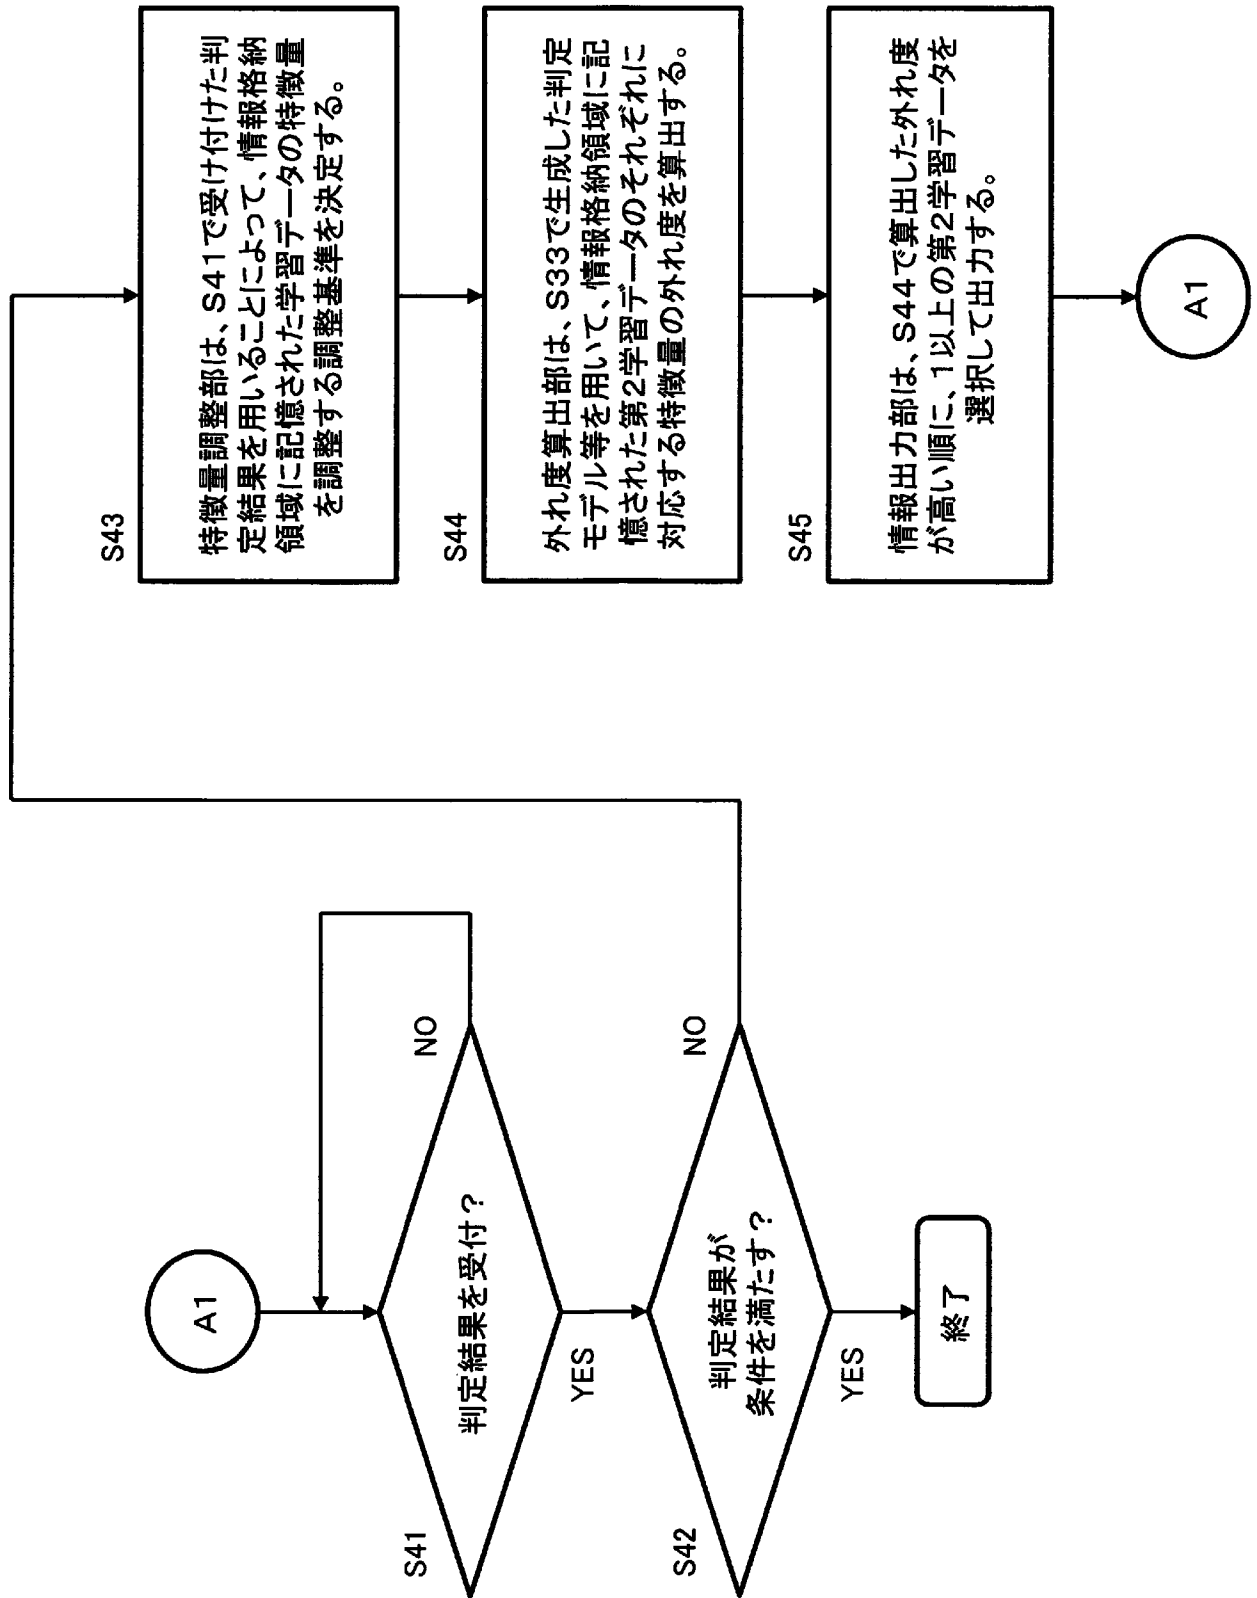 A1
S41
判定結果を受付？
NO
YES
S42
判定結果が
条件を満たす？
NO
YES
終了
S43
特徴量調整部は、S41で受け付けた判
定結果を用いることによって、情報格納
領域に記憶された学習データの特徴量
を調整する調整基準を決定する。
S44
外れ度算出部は、S33で生成した判定
モデル等を用いて、情報格納領域に記
憶された第2学習データのそれぞれに
対応する特徴量の外れ度を算出する。
S45
情報出力部は、S44で算出した外れ度
が高い順に、1以上の第2学習データを
選択して出力する。
A1